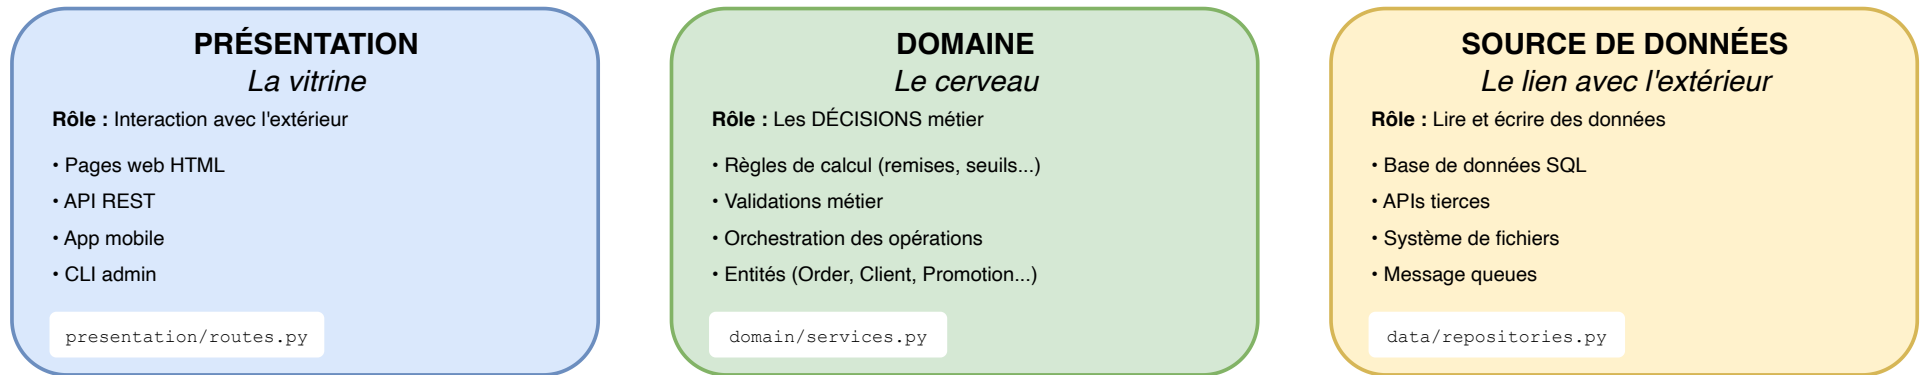 PRÉSENTATION
La vitrine
Rôle : Interaction avec l'extérieur
• Pages web HTML
• API REST
• App mobile
• CLI admin
presentation/routes.py
DOMAINE
Le cerveau
Rôle : Les DÉCISIONS métier
• Règles de calcul (remises, seuils...)
• Validations métier
• Orchestration des opérations
• Entités (Order, Client, Promotion...)
domain/services.py
SOURCE DE DONNÉES
Le lien avec l'extérieur
Rôle : Lire et écrire des données
• Base de données SQL
• APIs tierces
• Système de fichiers
• Message queues
data/repositories.py